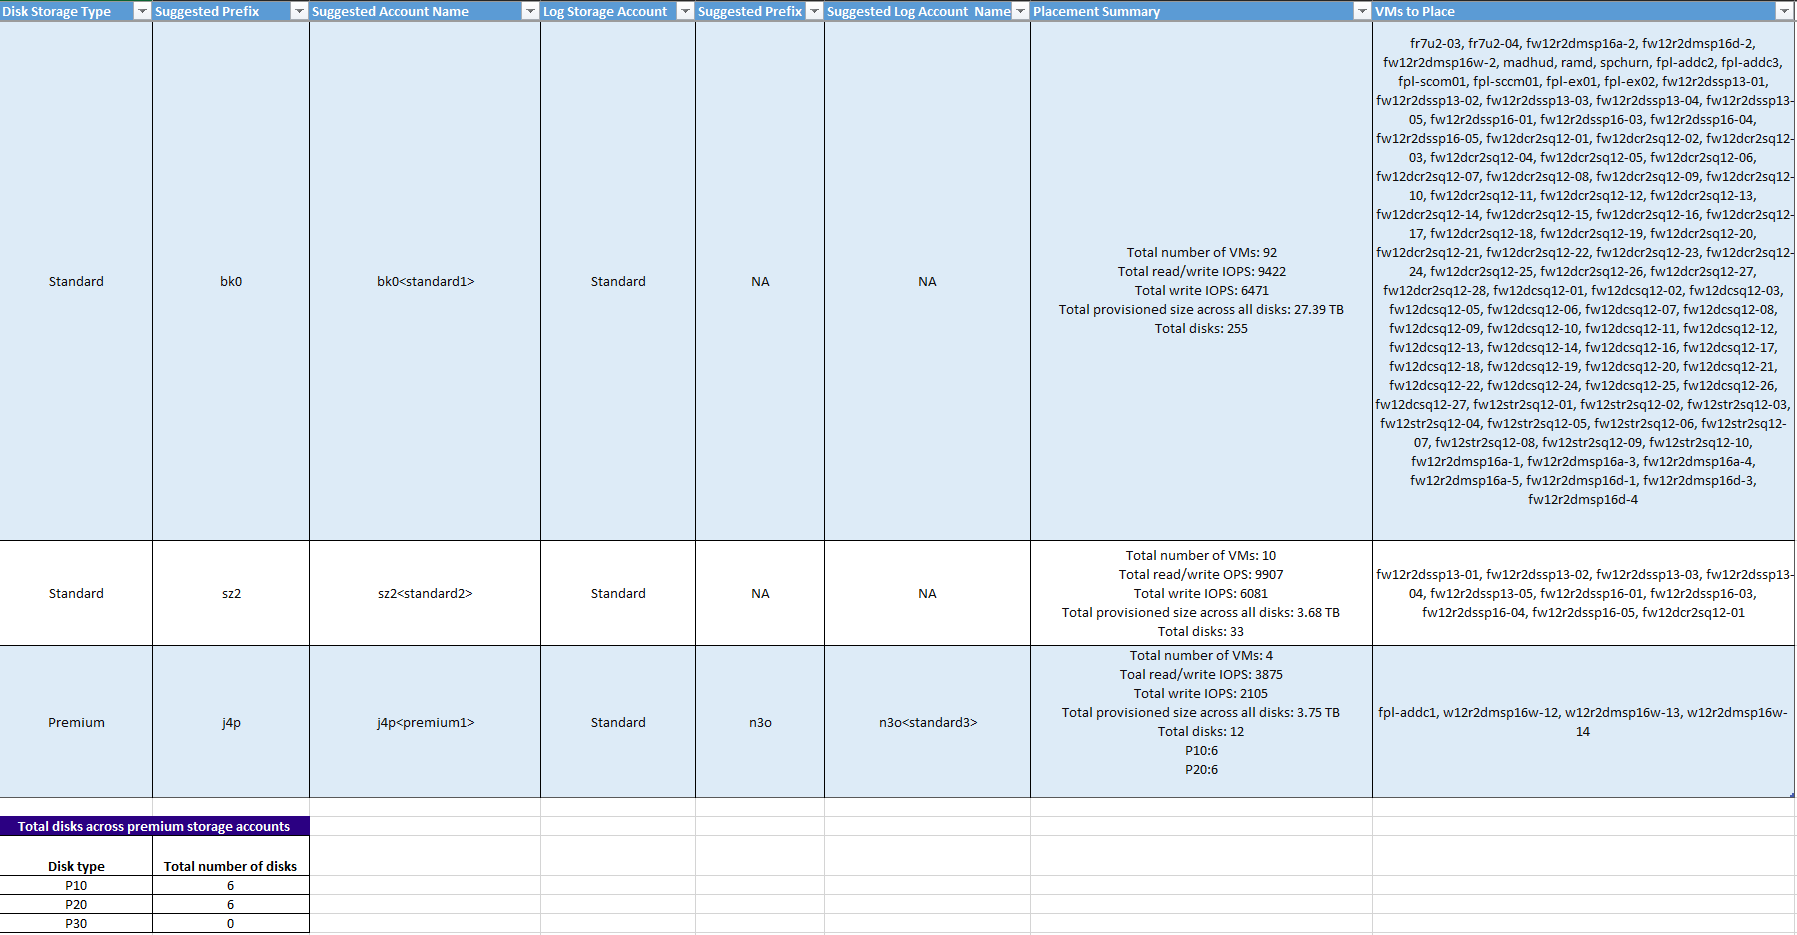 Disk Storage Type
Suggested Prefix
Suggested Account Name
Log Storage Account
Suggested Prefix
Suggested Log Account  Name
Placement Summary
VMs to Place
Standard
bk0
bk0<standard1>
Standard
NA
NA
Total number of VMs: 92
Total read/write IOPS: 9422
Total write IOPS: 6471
Total provisioned size across all disks: 27.39 TB
Total disks: 255
fr7u2-03, fr7u2-04, fw12r2dmsp16a-2, fw12r2dmsp16d-2,
fw12r2dmsp16w-2, madhud, ramd, spchurn, fpl-addc2, fpl-addc3,
fpl-scom01, fpl-sccm01, fpl-ex01, fpl-ex02, fw12r2dssp13-01,
fw12r2dssp13-02, fw12r2dssp13-03, fw12r2dssp13-04, fw12r2dssp13-
05, fw12r2dssp16-01, fw12r2dssp16-03, fw12r2dssp16-04,
fw12r2dssp16-05, fw12dcr2sq12-01, fw12dcr2sq12-02, fw12dcr2sq12-
03, fw12dcr2sq12-04, fw12dcr2sq12-05, fw12dcr2sq12-06,
fw12dcr2sq12-07, fw12dcr2sq12-08, fw12dcr2sq12-09, fw12dcr2sq12-
10, fw12dcr2sq12-11, fw12dcr2sq12-12, fw12dcr2sq12-13,
fw12dcr2sq12-14, fw12dcr2sq12-15, fw12dcr2sq12-16, fw12dcr2sq12-
17, fw12dcr2sq12-18, fw12dcr2sq12-19, fw12dcr2sq12-20,
fw12dcr2sq12-21, fw12dcr2sq12-22, fw12dcr2sq12-23, fw12dcr2sq12-
24, fw12dcr2sq12-25, fw12dcr2sq12-26, fw12dcr2sq12-27,
fw12dcr2sq12-28, fw12dcsq12-01, fw12dcsq12-02, fw12dcsq12-03,
fw12dcsq12-05, fw12dcsq12-06, fw12dcsq12-07, fw12dcsq12-08,
fw12dcsq12-09, fw12dcsq12-10, fw12dcsq12-11, fw12dcsq12-12,
fw12dcsq12-13, fw12dcsq12-14, fw12dcsq12-16, fw12dcsq12-17,
fw12dcsq12-18, fw12dcsq12-19, fw12dcsq12-20, fw12dcsq12-21,
fw12dcsq12-22, fw12dcsq12-24, fw12dcsq12-25, fw12dcsq12-26,
fw12dcsq12-27, fw12str2sq12-01, fw12str2sq12-02, fw12str2sq12-03,
fw12str2sq12-04, fw12str2sq12-05, fw12str2sq12-06, fw12str2sq12-
07, fw12str2sq12-08, fw12str2sq12-09, fw12str2sq12-10,
fw12r2dmsp16a-1, fw12r2dmsp16a-3, fw12r2dmsp16a-4,
fw12r2dmsp16a-5, fw12r2dmsp16d-1, fw12r2dmsp16d-3,
fw12r2dmsp16d-4
Standard
sz2
sz2<standard2>
Standard
NA
NA
Total number of VMs: 10
Total read/write OPS: 9907
Total write IOPS: 6081
Total provisioned size across all disks: 3.68 TB
Total disks: 33
fw12r2dssp13-01, fw12r2dssp13-02, fw12r2dssp13-03, fw12r2dssp13-
04, fw12r2dssp13-05, fw12r2dssp16-01, fw12r2dssp16-03,
fw12r2dssp16-04, fw12r2dssp16-05, fw12dcr2sq12-01
Premium
j4p
j4p<premium1>
Standard
n3o
n3o<standard3>
Total number of VMs: 4
Toal read/write IOPS: 3875
Total write IOPS: 2105
Total provisioned size across all disks: 3.75 TB
Total disks: 12
P10:6
P20:6
fpl-addc1, w12r2dmsp16w-12, w12r2dmsp16w-13, w12r2dmsp16w-
14
Total disks across premium storage accounts
Disk type
Total number of disks
P10
6
P20
6
P30
0